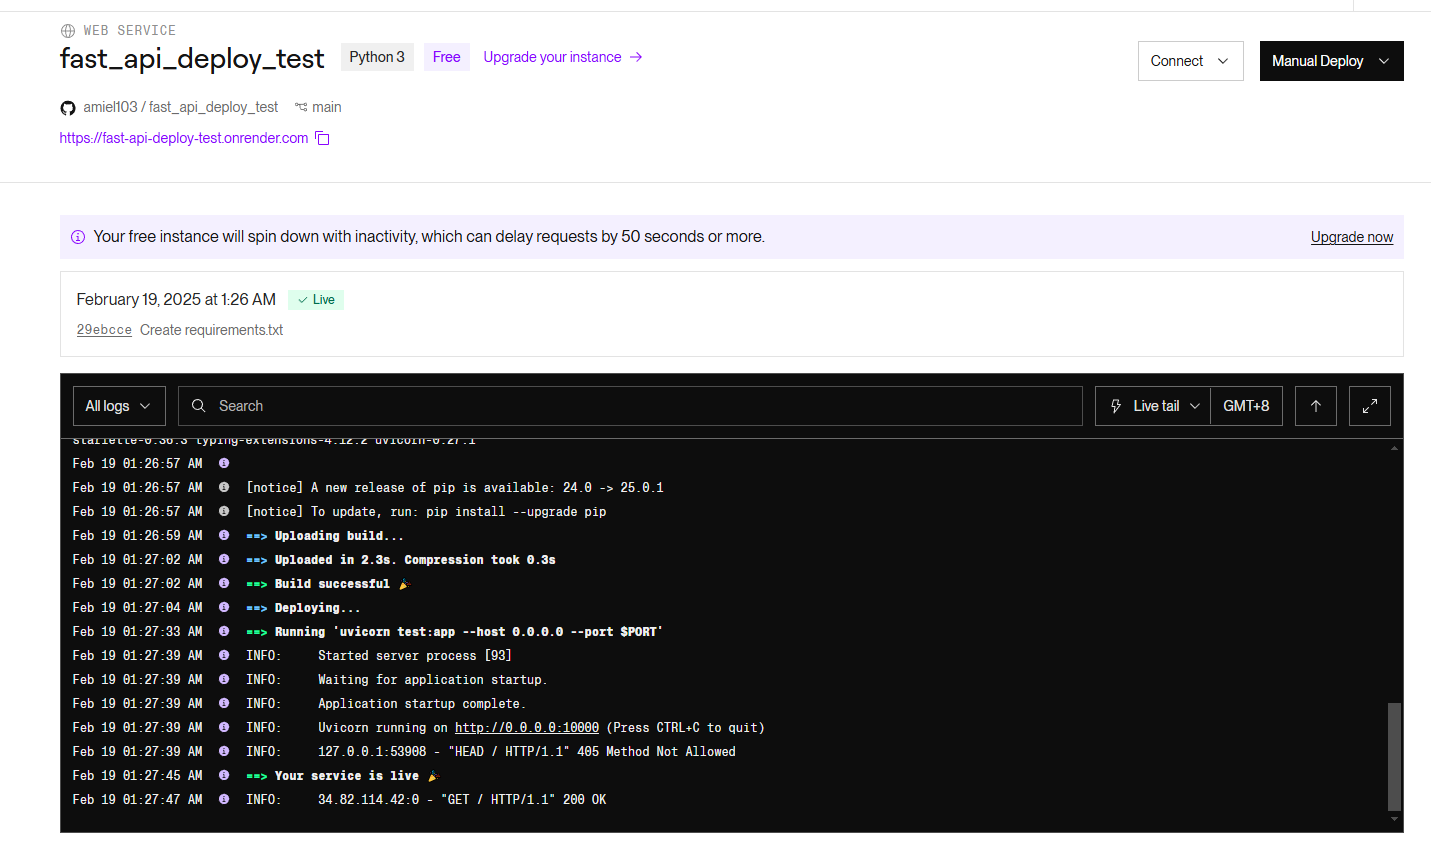 WEB SERVICE
fast_api_deploy_test Python 3 Free Upgrade your instance → Connect Manual Deploy
amiel103 / fast_api_deploy_test main
https://fast-api-deploy-test.onrender.com
Your free instance will spin down with inactivity, which can delay requests by 50 seconds or more. Upgrade now
February 19, 2025 at 1:26 AM ✓ Live
29ebcce Create requirements.txt
All logs Search Live tail GMT+8
starlette-0.36.3 typing-extensions-4.12.2 uvicorn-0.27.1
Feb 19 01:26:57 AM
Feb 19 01:26:57 AM [notice] A new release of pip is available: 24.0 -> 25.0.1
Feb 19 01:26:57 AM [notice] To update, run: pip install --upgrade pip
Feb 19 01:26:59 AM ==> Uploading build...
Feb 19 01:27:02 AM ==> Uploaded in 2.3s. Compression took 0.3s
Feb 19 01:27:02 AM ==> Build successful 🎉
Feb 19 01:27:04 AM ==> Deploying...
Feb 19 01:27:33 AM ==> Running 'uvicorn test:app --host 0.0.0.0 --port $PORT'
Feb 19 01:27:39 AM INFO: Started server process [93]
Feb 19 01:27:39 AM INFO: Waiting for application startup.
Feb 19 01:27:39 AM INFO: Application startup complete.
Feb 19 01:27:39 AM INFO: Uvicorn running on http://0.0.0.0:10000 (Press CTRL+C to quit)
Feb 19 01:27:39 AM INFO: 127.0.0.1:53908 - "HEAD / HTTP/1.1" 405 Method Not Allowed
Feb 19 01:27:45 AM ==> Your service is live 🎉
Feb 19 01:27:47 AM INFO: 34.82.114.42:0 - "GET / HTTP/1.1" 200 OK